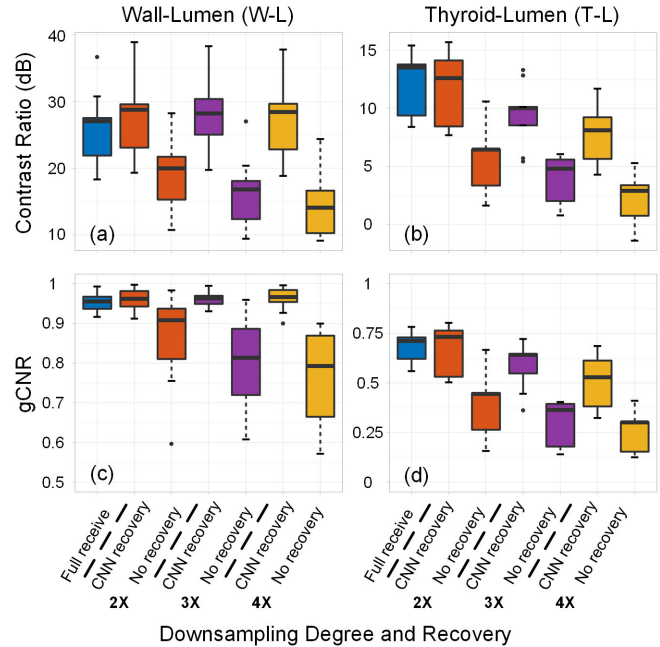 Wall-Lumen (W-L)
Thyroid-Lumen (T-L)
Contrast Ratio (dB)
40
30
20
10
(a)
15
10
5
0
(b)
gCNR
1
0.9
0.8
0.7
0.6
0.5
(c)
1
0.75
0.5
0.25
0
(d)
Full receive
CNN recovery
No recovery
CNN recovery
No recovery
CNN recovery
No recovery
2X
3X
4X
Full receive
CNN recovery
No recovery
CNN recovery
No recovery
CNN recovery
No recovery
2X
3X
4X
Downsampling Degree and Recovery